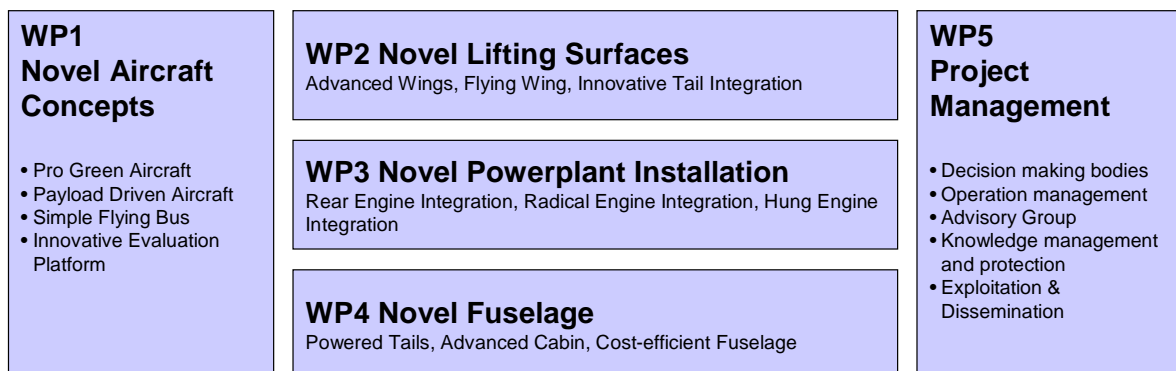 WP1
Novel Aircraft
Concepts
• Pro Green Aircraft
• Payload Driven Aircraft
• Simple Flying Bus
• Innovative Evaluation
Platform
WP2 Novel Lifting Surfaces
Advanced Wings, Flying Wing, Innovative Tail Integration
WP3 Novel Powerplant Installation
Rear Engine Integration, Radical Engine Integration, Hung Engine
Integration
WP4 Novel Fuselage
Powered Tails, Advanced Cabin, Cost-efficient Fuselage
WP5
Project
Management
• Decision making bodies
• Operation management
• Advisory Group
• Knowledge management
and protection
• Exploitation &
Dissemination